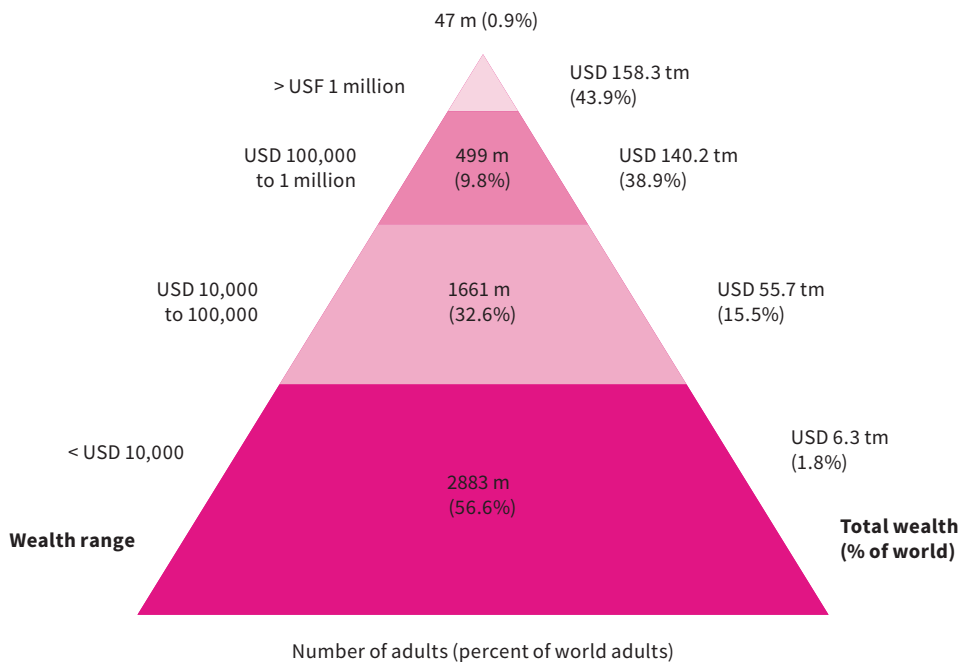 47 m (0.9%)
> USF 1 million
USD 158.3 tm
(43.9%)
USD 100,000
to 1 million
499 m
(9.8%)
USD 140.2 tm
(38.9%)
USD 10,000
to 100,000
1661 m
(32.6%)
USD 55.7 tm
(15.5%)
< USD 10,000
2883 m
(56.6%)
USD 6.3 tm
(1.8%)
Wealth range
Total wealth
(% of world)
Number of adults (percent of world adults)